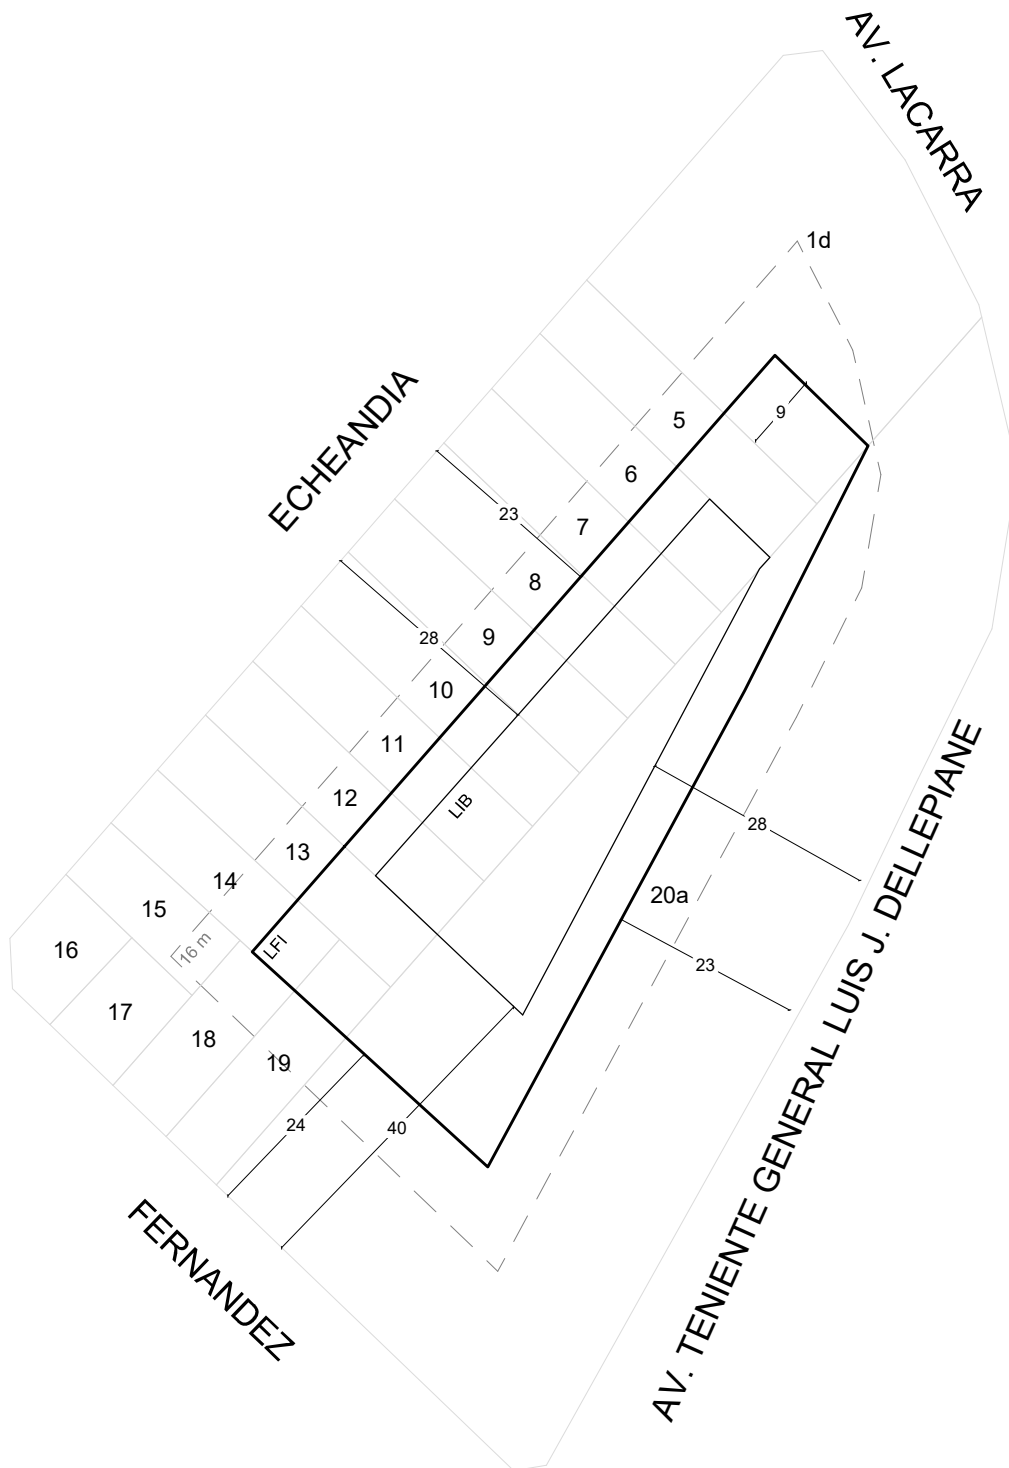 AV. LACARRA
1d
ECHEANDIA
5
9
6
23
7
8
28
9
10
11
LIB
12
28
13
14
20a
15
16
16 m
LFI
23
17
18
19
24
40
AV. TENIENTE GENERAL LUIS J. DELLEPIANE
FERNANDEZ